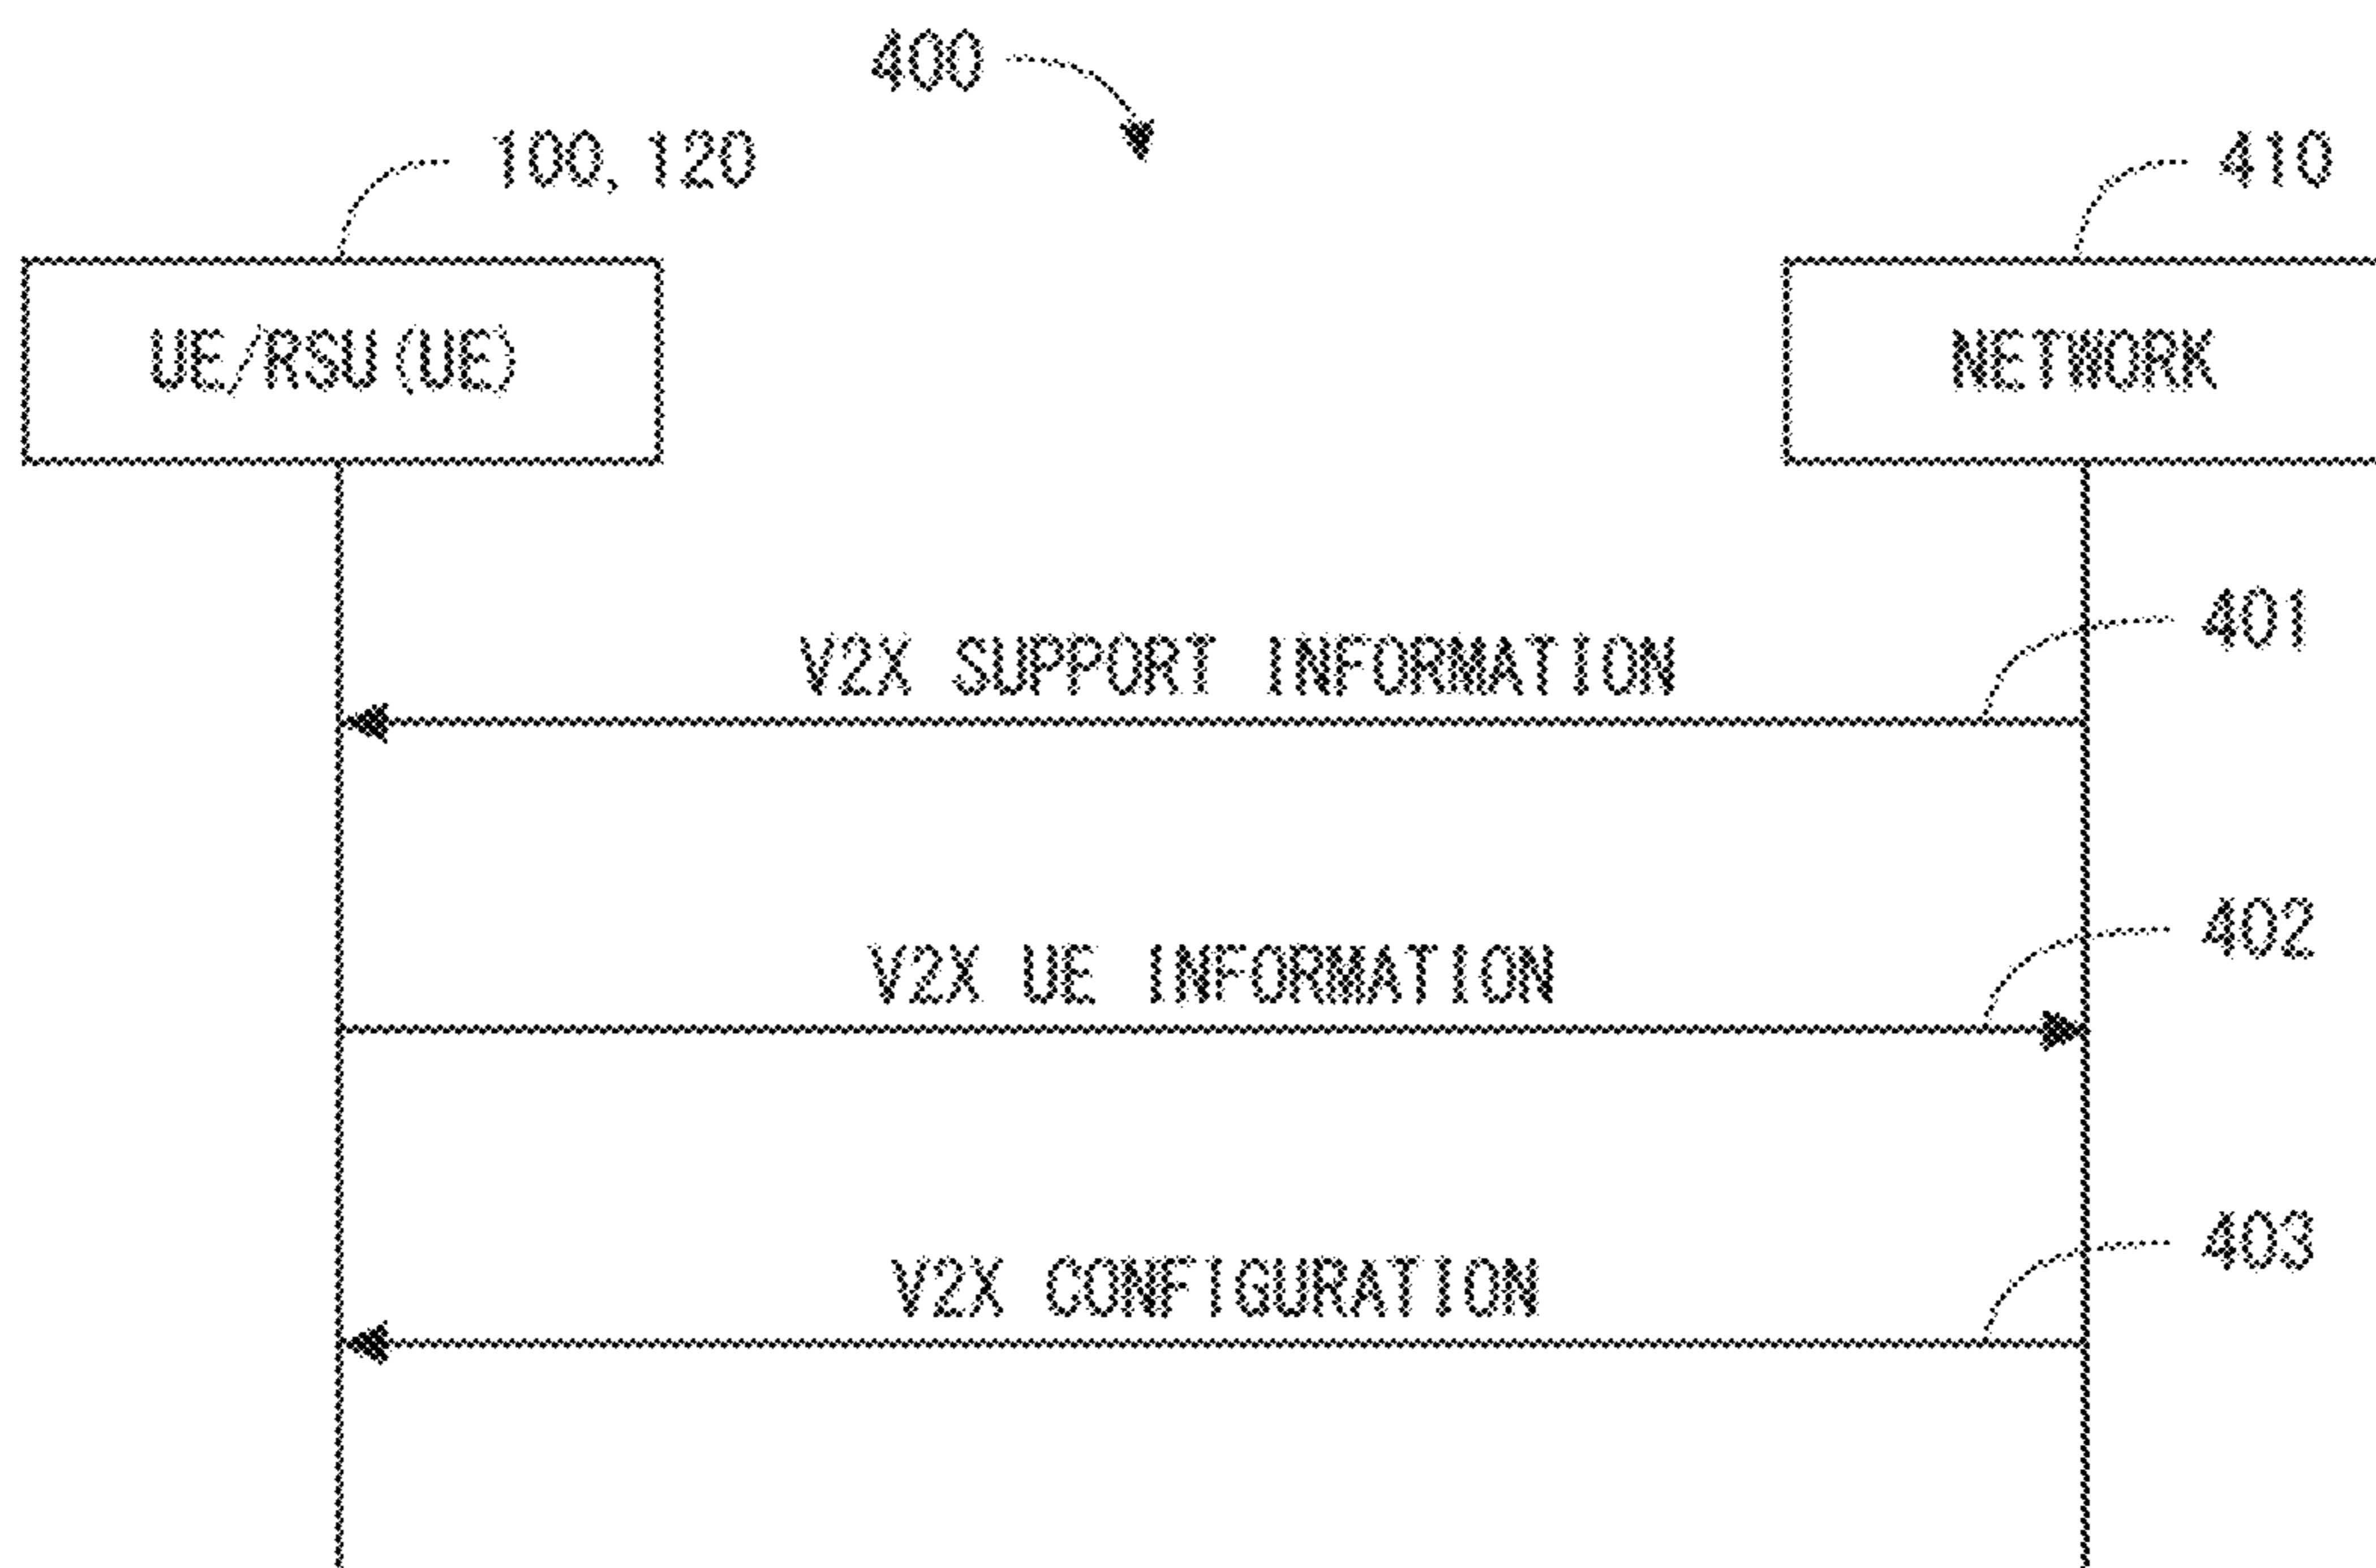 400
100, 120
410
UE/RSU(UE)
NETWORK
401
V2X SUPPORT INFORMATION
402
V2X UE INFORMATION
403
V2X CONFIGURATION